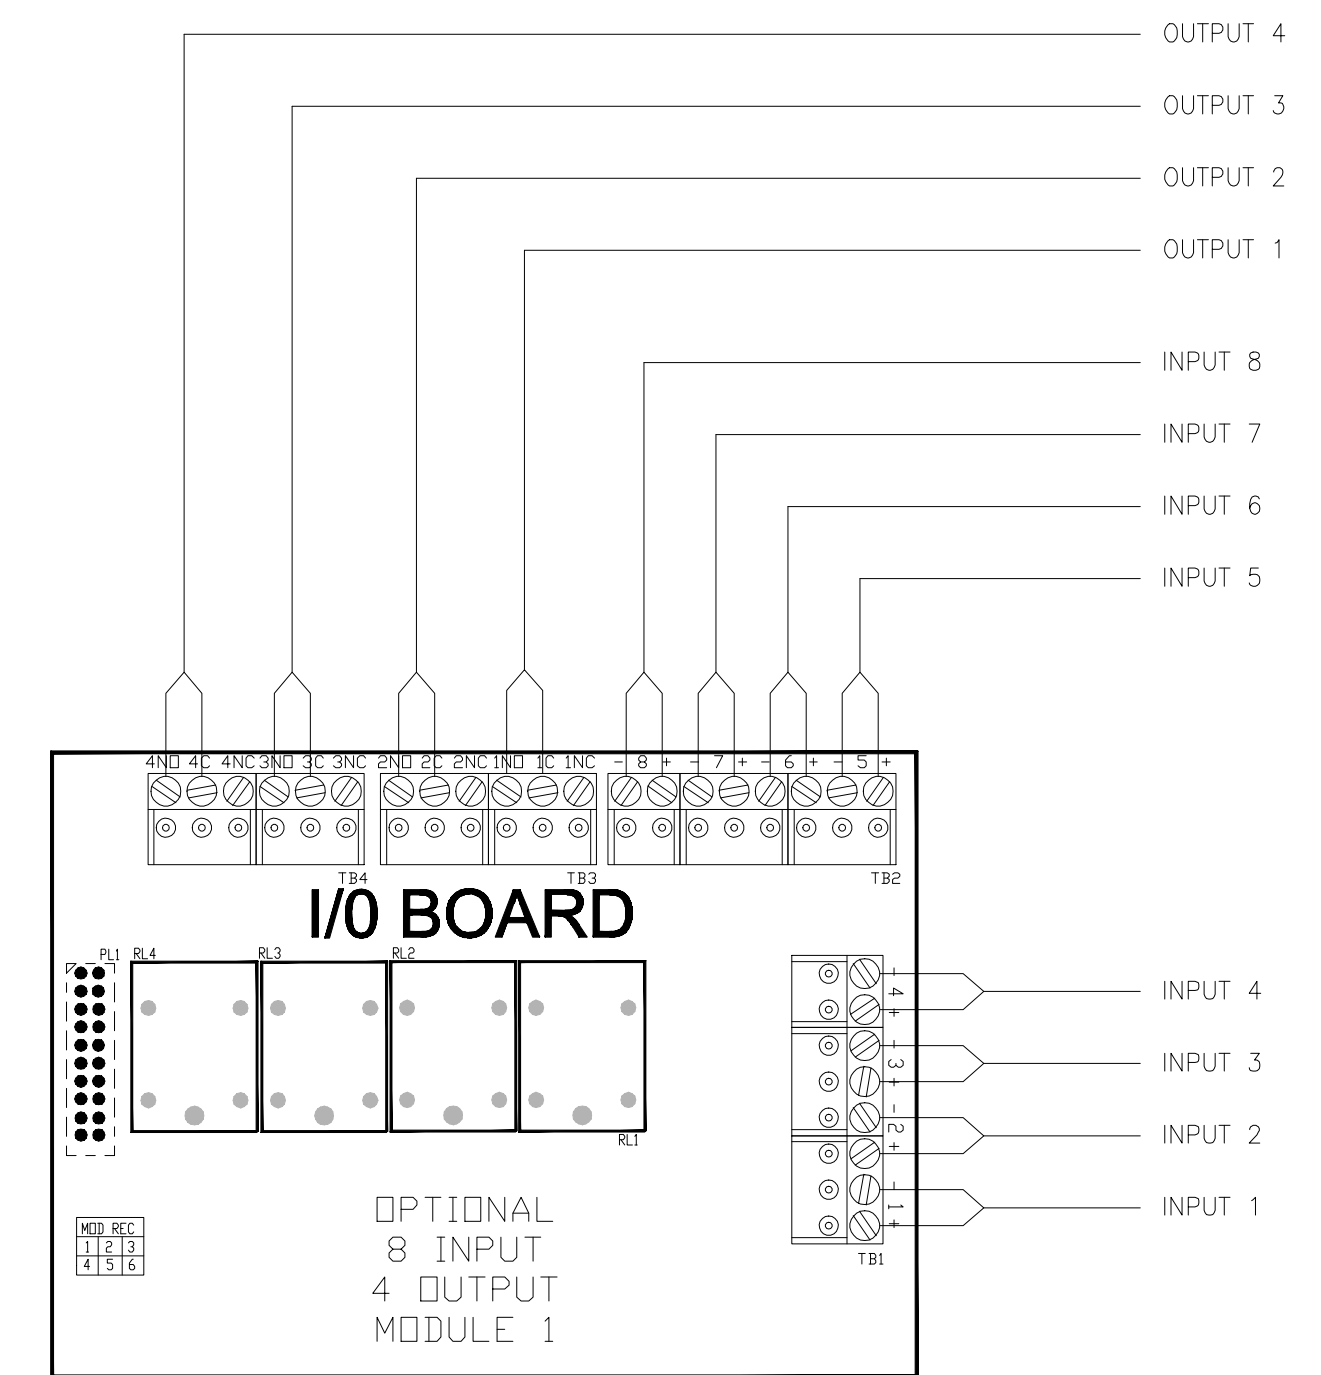 OUTPUT 4
OUTPUT 3
OUTPUT 2
OUTPUT 1
INPUT 8
INPUT 7
INPUT 6
INPUT 5
4NO 4C 4NC 3NO 3C 3NC 2NO 2C 2NC 1NO 1C 1NC - 8 + - 7 + - 6 + - 5 +
TB4 TB3 TB2
I/0 BOARD
PL1 RL4 RL3 RL2
- 4 + INPUT 4
- 3 + INPUT 3
- 2 + INPUT 2
RL1
- 1 + INPUT 1
TB1
MOD REC
1 2 3
4 5 6
OPTIONAL
8 INPUT
4 OUTPUT
MODULE 1